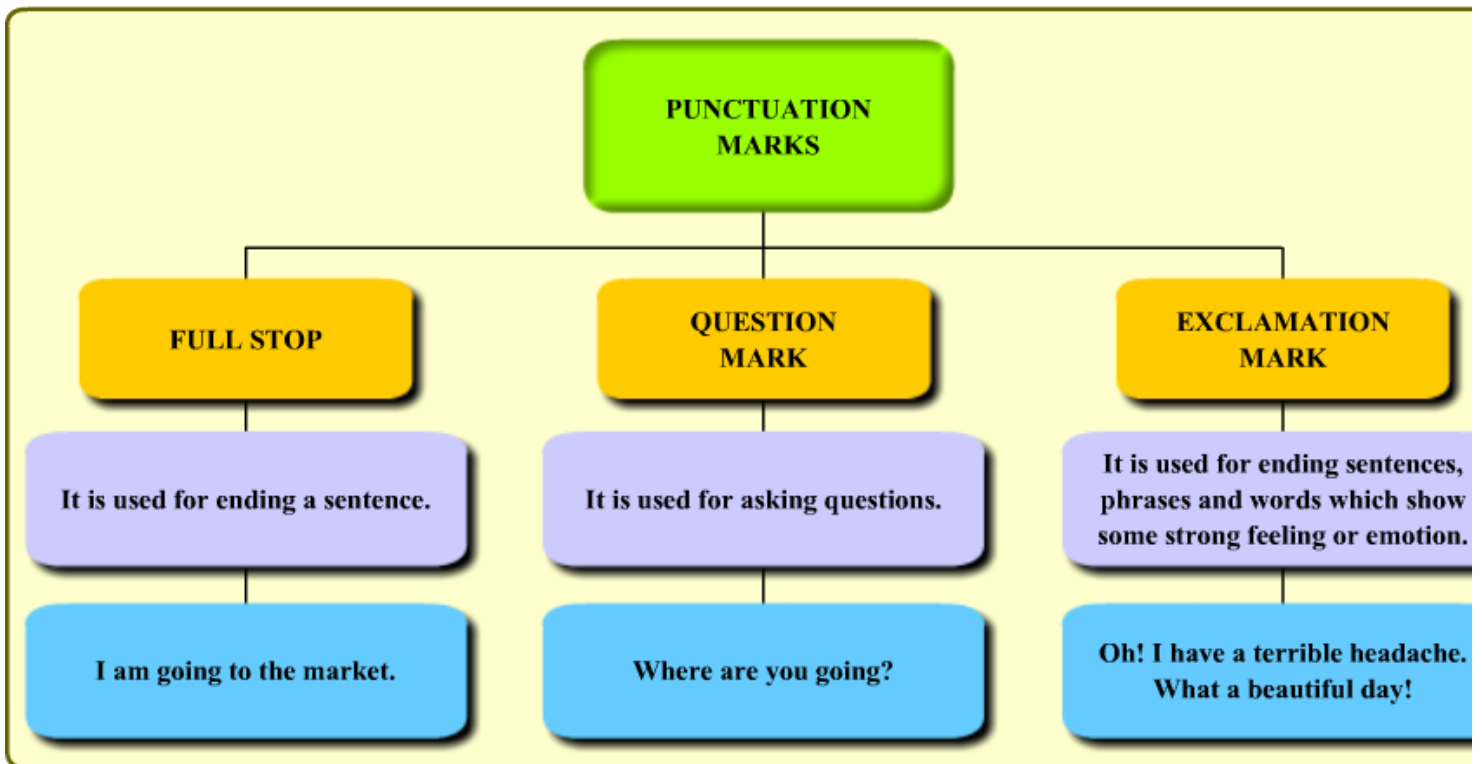 PUNCTUATION
MARKS
FULL STOP
QUESTION
MARK
EXCLAMATION
MARK
It is used for ending a sentence.
It is used for asking questions.
It is used for ending sentences,
phrases and words which show
some strong feeling or emotion.
I am going to the market.
Where are you going?
Oh! I have a terrible headache.
What a beautiful day!